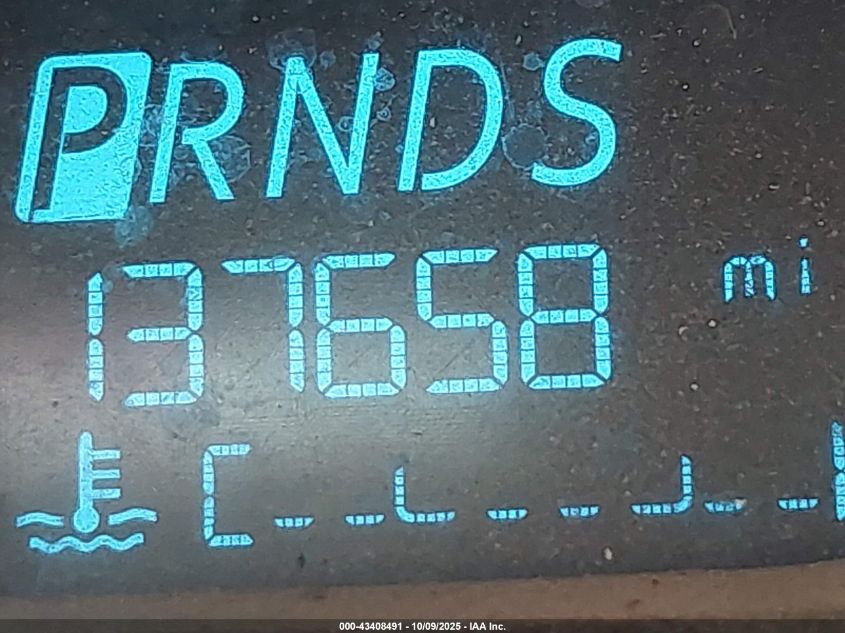 PRNDS
137658 mi
C
000-43408491 - 10/09/2025 - IAA Inc.